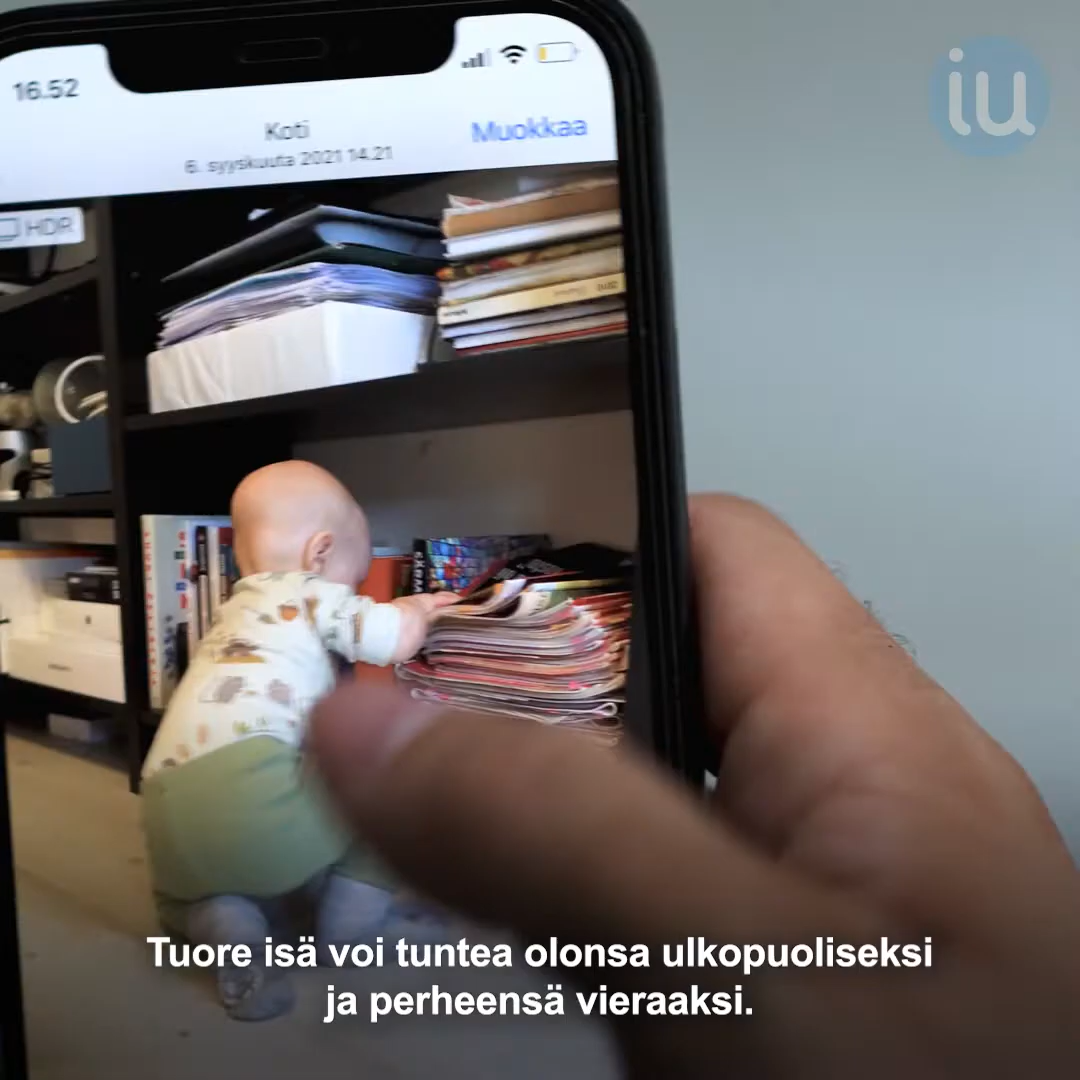 iu
16.52
Koti
Muokkaa
6. syyskuuta 2021 14.21
HDR
Tuore isä voi tuntea olonsa ulkopuoliseksi
ja perheensä vieraaksi.